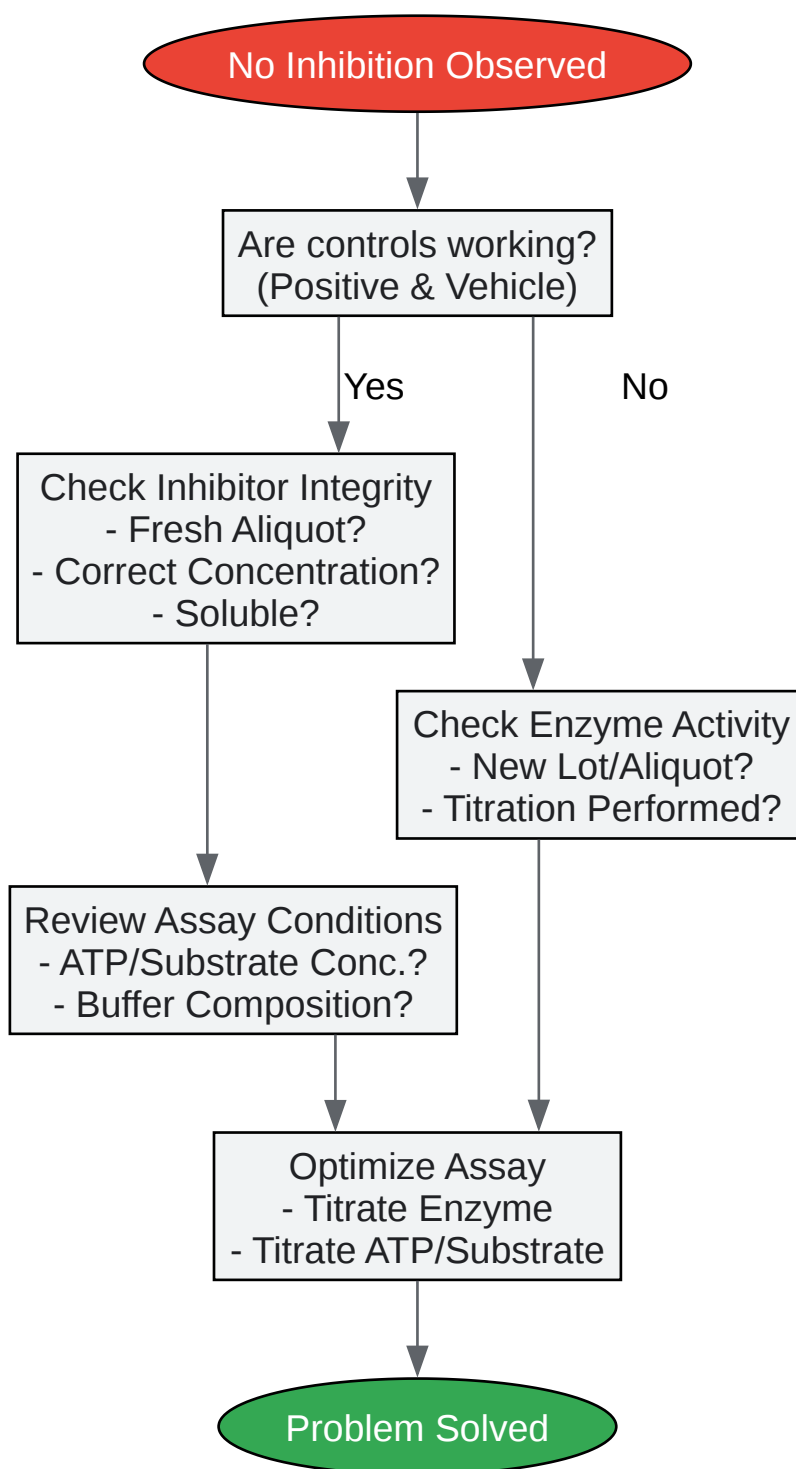 No Inhibition Observed
Are controls working?
(Positive & Vehicle)
Yes
No
Check Inhibitor Integrity
- Fresh Aliquot?
- Correct Concentration?
- Soluble?
Check Enzyme Activity
- New Lot/Aliquot?
- Titration Performed?
Review Assay Conditions
- ATP/Substrate Conc.?
- Buffer Composition?
Optimize Assay
- Titrate Enzyme
- Titrate ATP/Substrate
Problem Solved